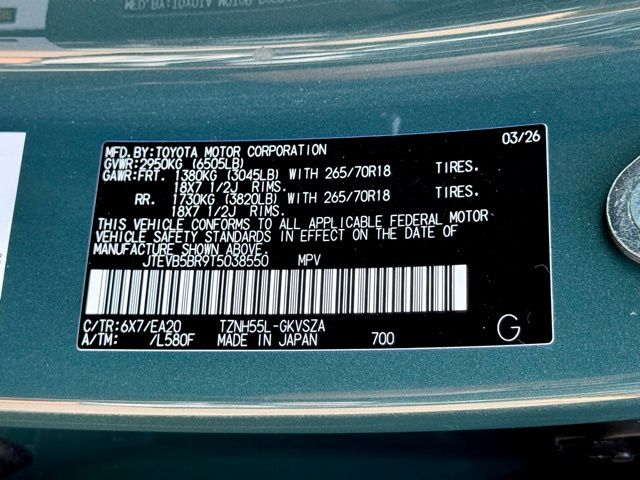 MFD.BY:TOYOTA MOTOR CORPORATION 03/26
GVWR:2950KG (6505LB)
GAWR:FRT. 1380KG (3045LB) WITH 265/70R18 TIRES.
18X7 1/2J RIMS.
RR. 1730KG (3820LB) WITH 265/70R18 TIRES.
18X7 1/2J RIMS.
THIS VEHICLE CONFORMS TO ALL APPLICABLE FEDERAL MOTOR
VEHICLE SAFETY STANDARDS IN EFFECT ON THE DATE OF
MANUFACTURE SHOWN ABOVE.
JTEVB5BR9T5038550 MPV
C/TR:6X7/EA20 TZNH55L-GKVSZA
A/TM: /L580F MADE IN JAPAN 700 G